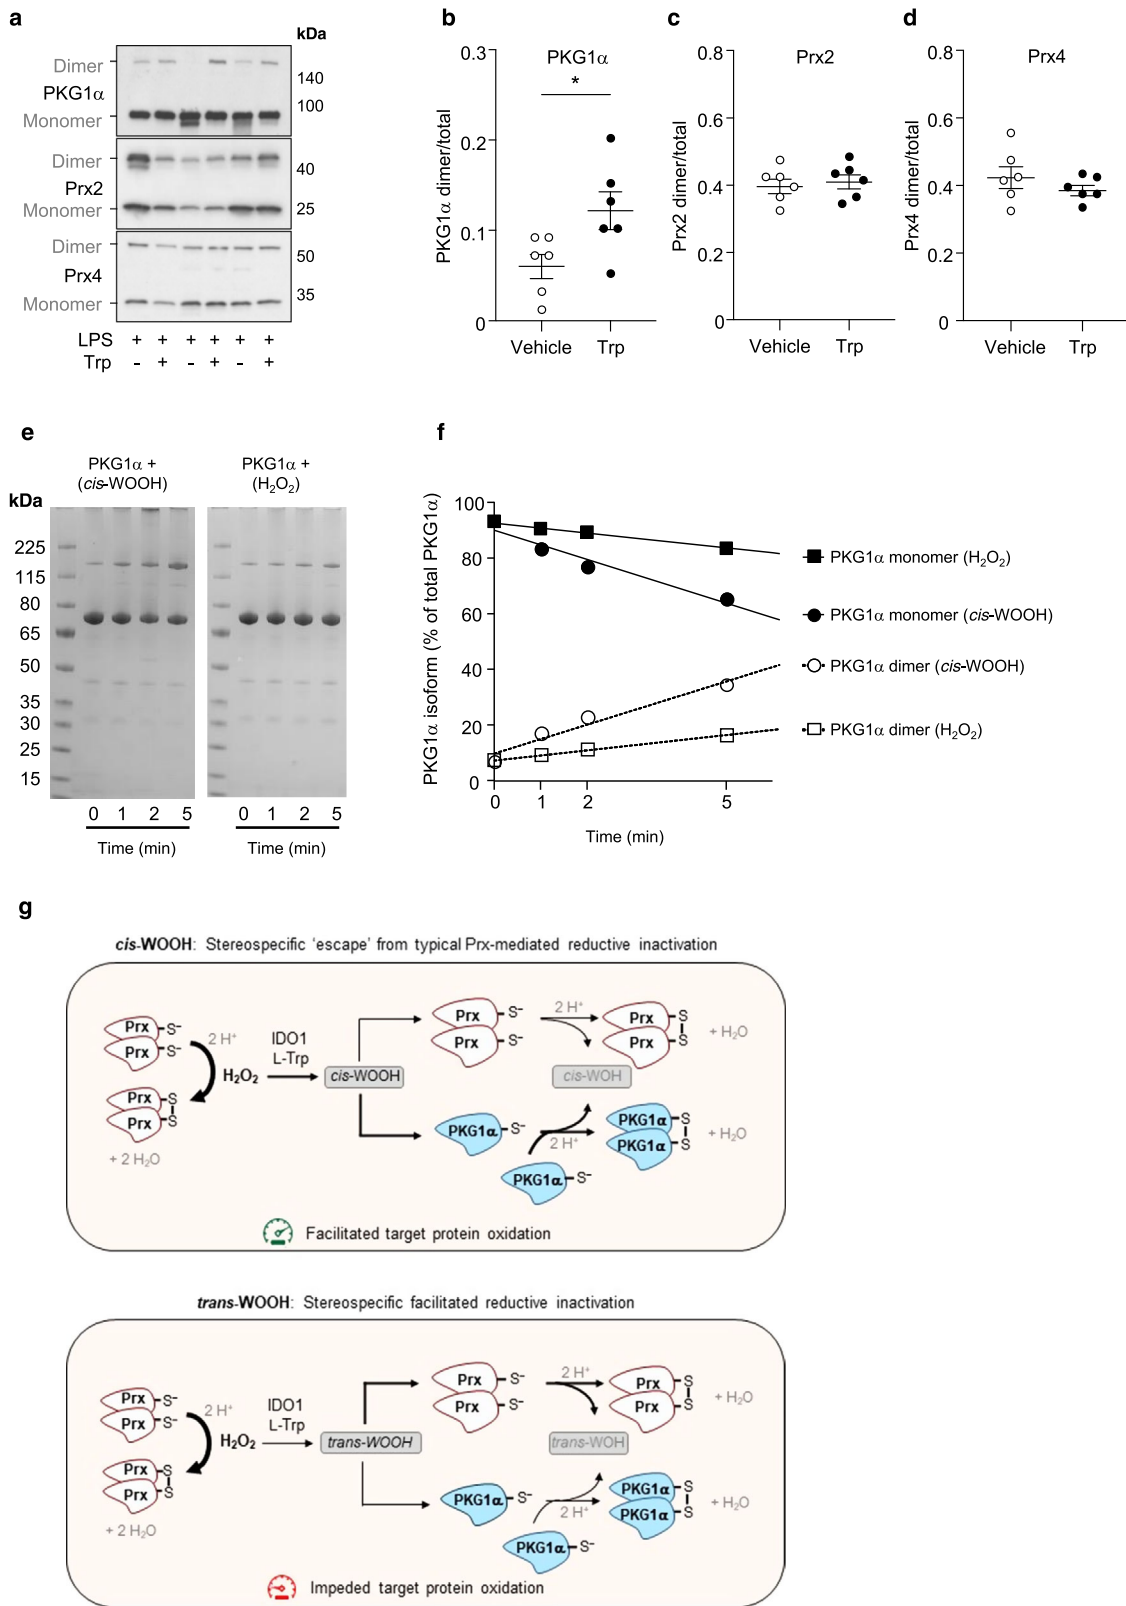 a
kDa
Dimer
140
PKG1α
100
Monomer
Dimer
40
Prx2
Monomer
25
Dimer
50
Prx4
35
Monomer
LPS + + + + + +
Trp - + - + - +
b
PKG1α
*
0.3
0.2
0.1
0
PKG1α dimer/total
Vehicle Trp
c
Prx2
0.8
0.6
0.4
0.2
0
Prx2 dimer/total
Vehicle Trp
d
Prx4
0.8
0.6
0.4
0.2
0
Prx4 dimer/total
Vehicle Trp
e
PKG1α +
(cis-WOOH)
PKG1α +
(H₂O₂)
kDa
225
115
80
65
50
35
30
25
15
0 1 2 5
Time (min)
0 1 2 5
Time (min)
f
PKG1α isoform (% of total PKG1α)
100
80
60
40
20
0
0 1 2 5
Time (min)
PKG1α monomer (H₂O₂)
PKG1α monomer (cis-WOOH)
PKG1α dimer (cis-WOOH)
PKG1α dimer (H₂O₂)
g
cis-WOOH: Stereospecific 'escape' from typical Prx-mediated reductive inactivation
Prx S⁻
Prx S⁻
2 H⁺
H₂O₂
Prx S
Prx S
+ 2 H₂O
IDO1
L-Trp
cis-WOOH
Prx S⁻
Prx S⁻
2 H⁺
Prx S
Prx S
+ H₂O
cis-WOH
PKG1α S⁻
2 H⁺
PKG1α S⁻
PKG1α S
PKG1α S
+ H₂O
Facilitated target protein oxidation
trans-WOOH: Stereospecific facilitated reductive inactivation
Prx S⁻
Prx S⁻
2 H⁺
H₂O₂
Prx S
Prx S
+ 2 H₂O
IDO1
L-Trp
trans-WOOH
Prx S⁻
Prx S⁻
2 H⁺
Prx S
Prx S
+ H₂O
trans-WOH
PKG1α S⁻
2 H⁺
PKG1α S⁻
PKG1α S
PKG1α S
+ H₂O
Impeded target protein oxidation